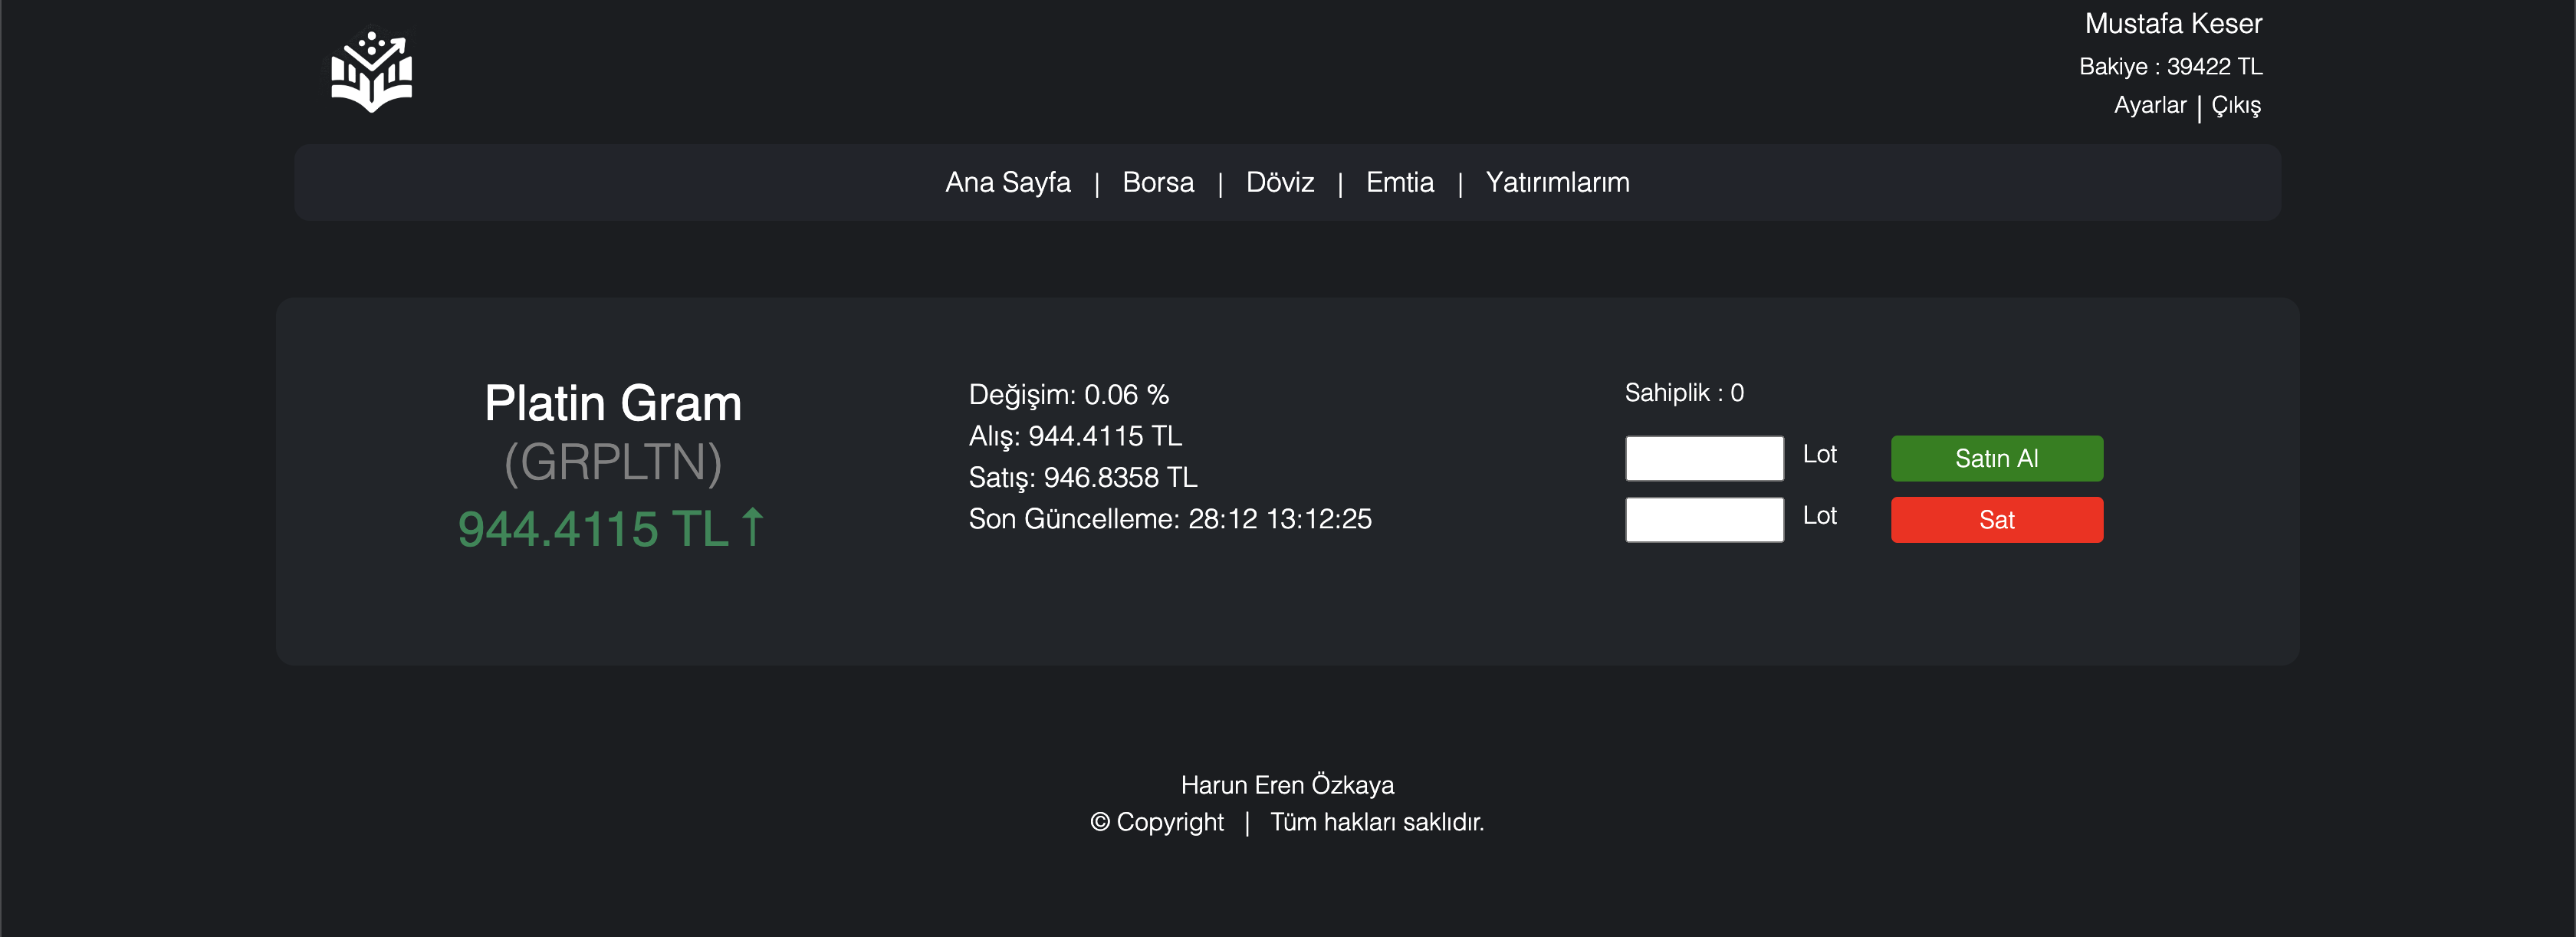 Mustafa Keser
Bakiye : 39422 TL
Ayarlar | Çıkış
Ana Sayfa | Borsa | Döviz | Emtia | Yatırımlarım
Platin Gram
(GRPLTN)
944.4115 TL ↑
Değişim: 0.06 %
Alış: 944.4115 TL
Satış: 946.8358 TL
Son Güncelleme: 28:12 13:12:25
Sahiplik : 0
Lot Satın Al
Lot Sat
Harun Eren Özkaya
© Copyright | Tüm hakları saklıdır.